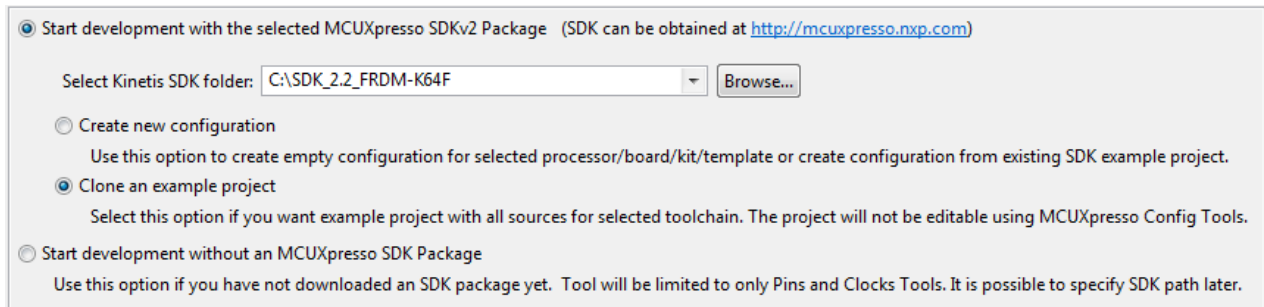 Start development with the selected MCUXpresso SDKv2 Package (SDK can be obtained at http://mcuxpresso.nxp.com)
Select Kinetis SDK folder: C:\SDK_2.2_FRDM-K64F Browse...
Create new configuration
Use this option to create empty configuration for selected processor/board/kit/template or create configuration from existing SDK example project.
Clone an example project
Select this option if you want example project with all sources for selected toolchain. The project will not be editable using MCUXpresso Config Tools.
Start development without an MCUXpresso SDK Package
Use this option if you have not downloaded an SDK package yet. Tool will be limited to only Pins and Clocks Tools. It is possible to specify SDK path later.